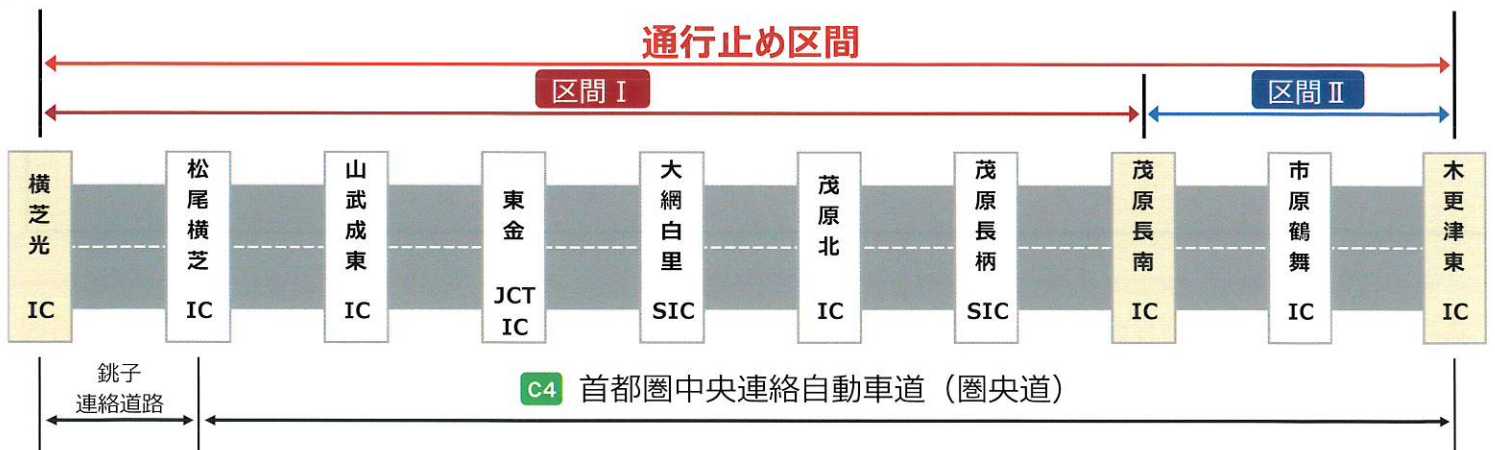 通行止め区間
区間Ⅰ
区間Ⅱ
横芝光 IC
松尾横芝 IC
山武成東 IC
東金 JCT IC
大網白里 SIC
茂原北 IC
茂原長柄 SIC
茂原長南 IC
市原鶴舞 IC
木更津東 IC
銚子
連絡道路
C4 首都圏中央連絡自動車道（圏央道）